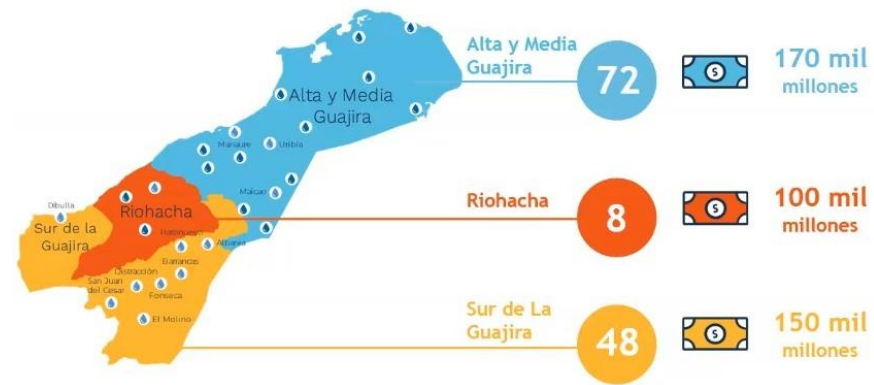 Alta y Media
Guajira
72
$
170 mil
millones
Alta y Media
Guajira
Manaure
Uribia
Maicao
Riohacha
8
$
100 mil
millones
Dibulla
Riohacha
Sur de la
Guajira
Hatonuevo
Albania
Barrancas
Distracción
San Juan
del Cesar
Fonseca
El Molino
Sur de La
Guajira
48
$
150 mil
millones